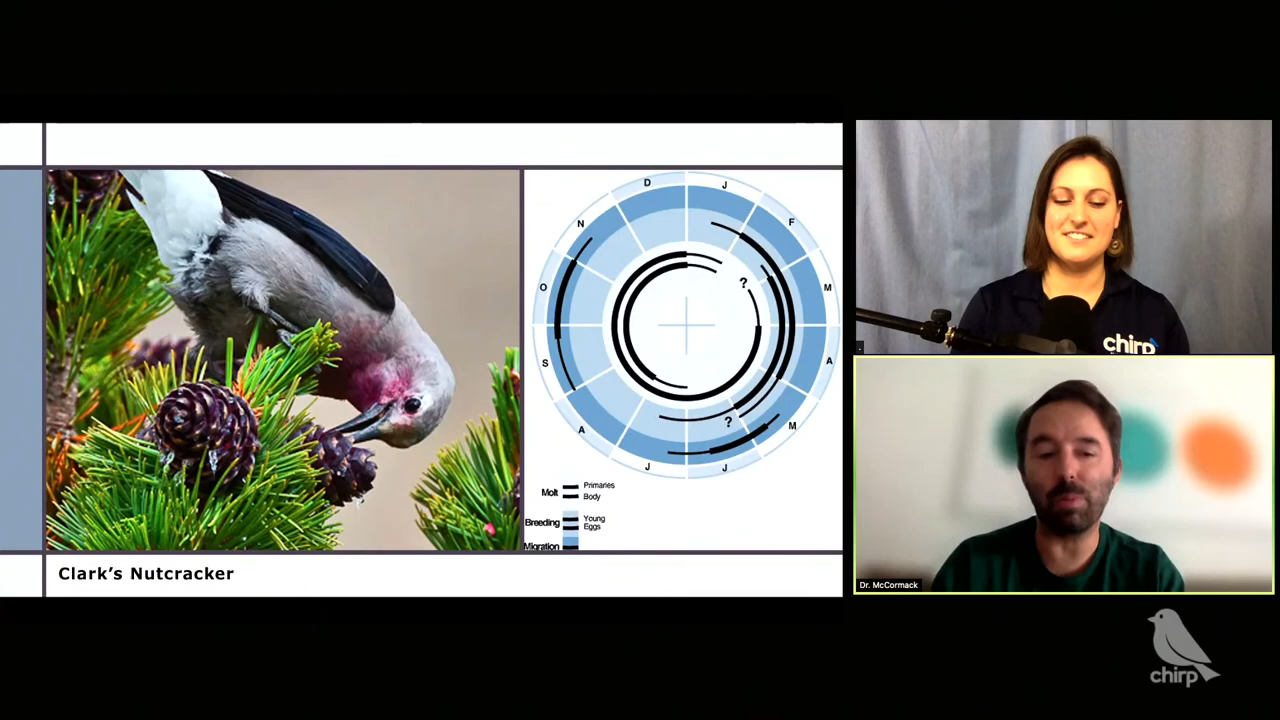 D
J
N
F
O
M
?
S
A
A
?
M
J
J
Molt
Primaries
Body
Breeding
Young
Eggs
Migration
Clark's Nutcracker
chirp
Dr. McCormack
chirp